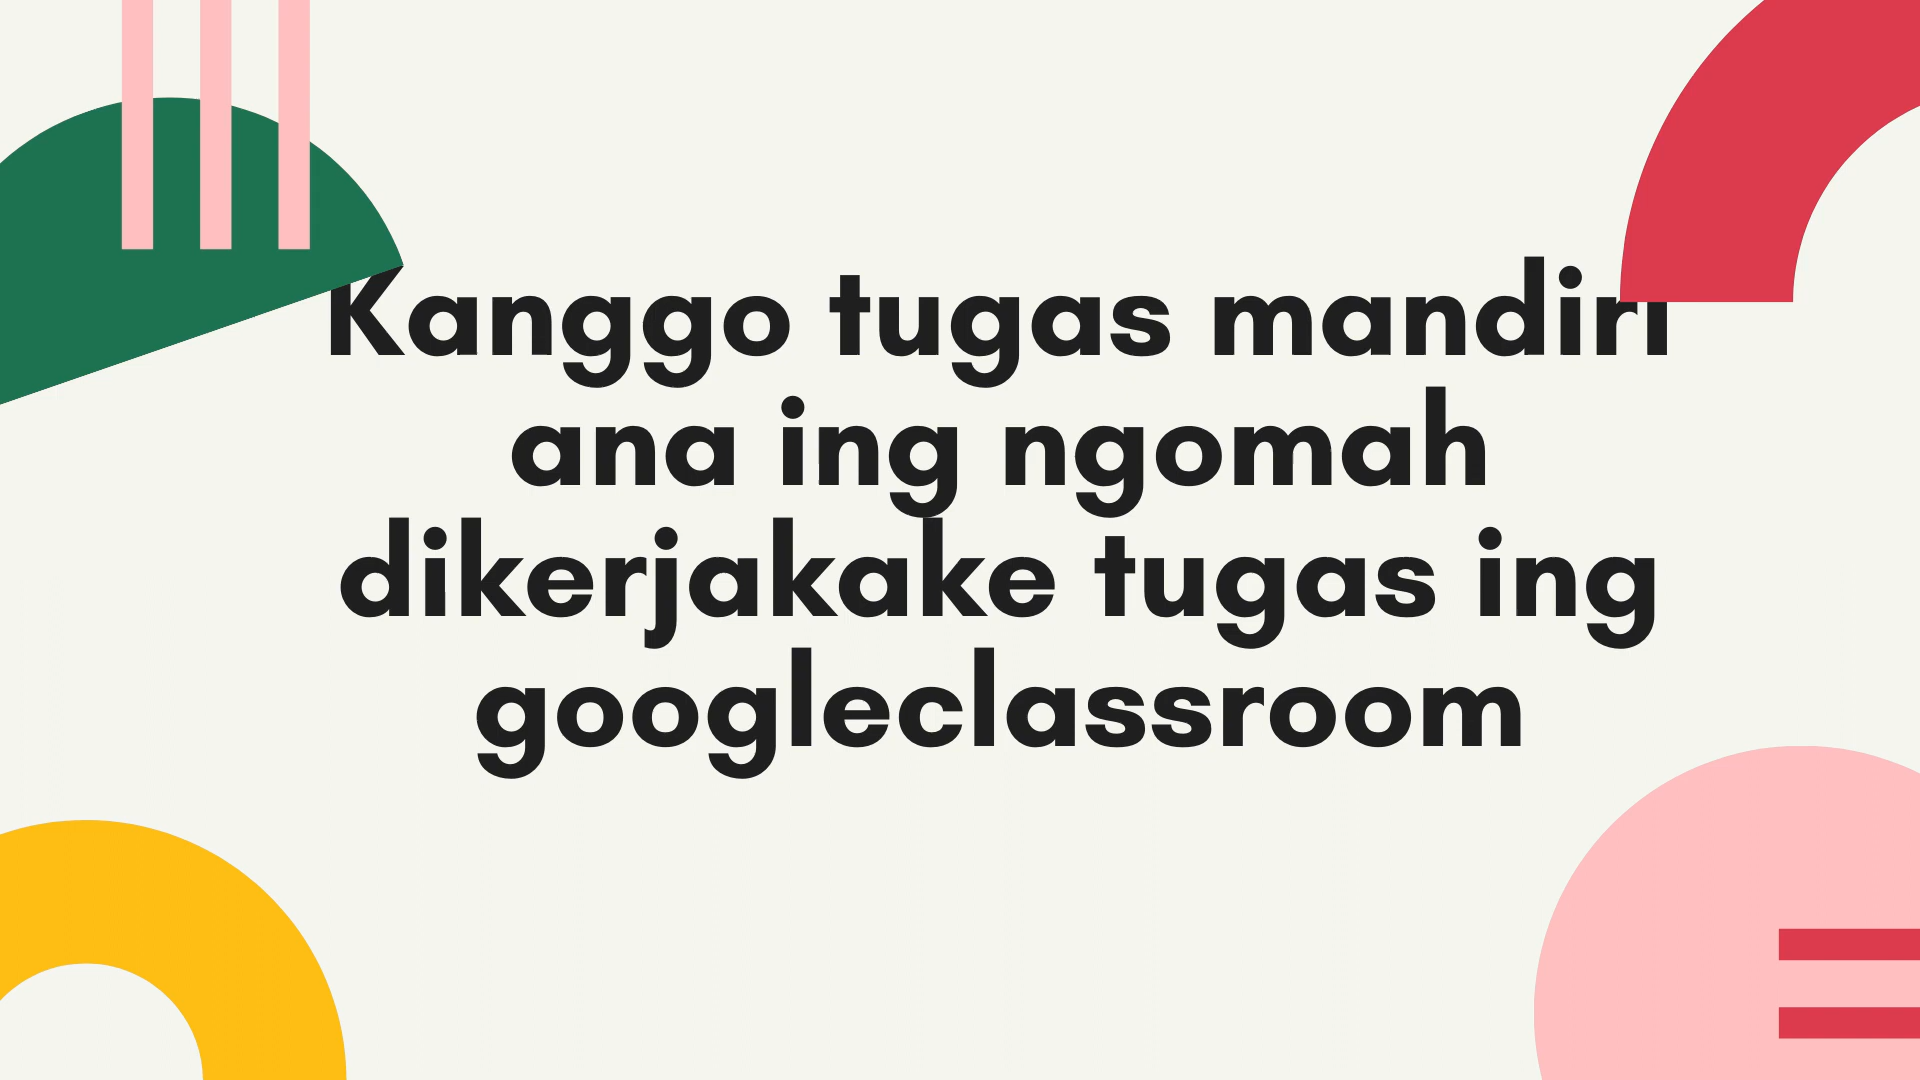 Kanggo tugas mandiri
ana ing ngomah
dikerjakake tugas ing
googleclassroom